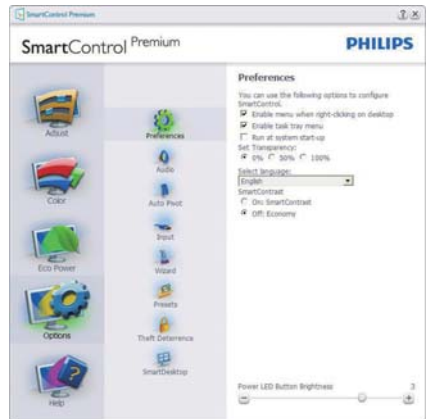 SmartControl Premium
SmartControl Premium
PHILIPS
Adjust
Color
Eco Power
Options
Help
Preferences
Audio
Auto Pivot
Input
Wizard
Presets
Theft Deterrence
SmartDesktop
Preferences
You can use the following options to configure
SmartControl.
Enable menu when right-clicking on desktop
Enable task tray menu
Run at system start-up
Set Transparency:
0% 50% 100%
Select language:
English
SmartContrast
On: SmartContrast
Off: Economy
Power LED Button Brightness 3